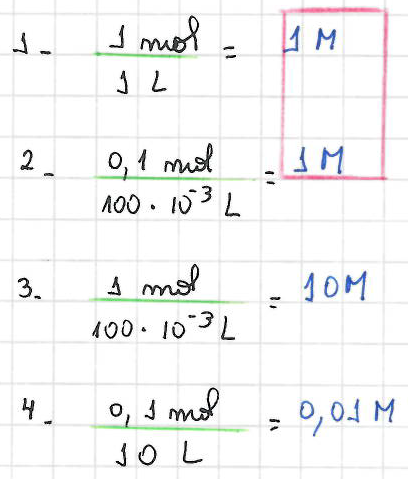 1- 1 mol = 1 M
1 L
2- 0,1 mol = 1 M
100 · 10⁻³ L
3- 1 mol = 10 M
100 · 10⁻³ L
4- 0,1 mol = 0,01 M
10 L